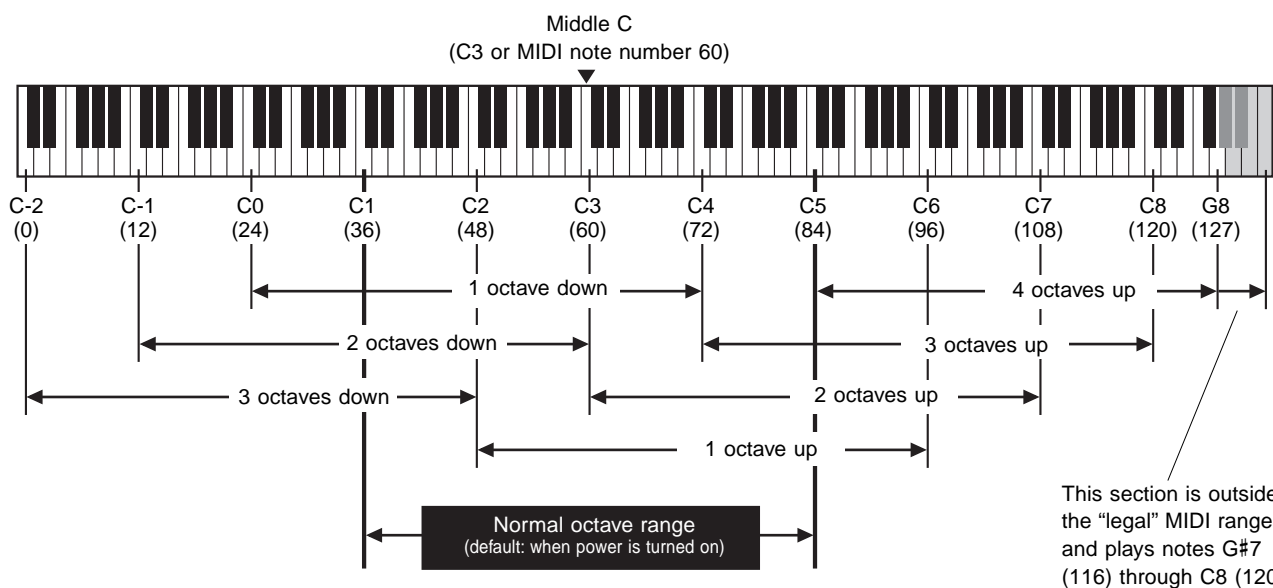 Middle C
(C3 or MIDI note number 60)
C-2 C-1 C0 C1 C2 C3 C4 C5 C6 C7 C8 G8
(0) (12) (24) (36) (48) (60) (72) (84) (96) (108) (120) (127)
1 octave down
4 octaves up
2 octaves down
3 octaves up
3 octaves down
2 octaves up
1 octave up
Normal octave range
(default: when power is turned on)
This section is outside
the “legal” MIDI range
and plays notes G#7
(116) through C8 (120